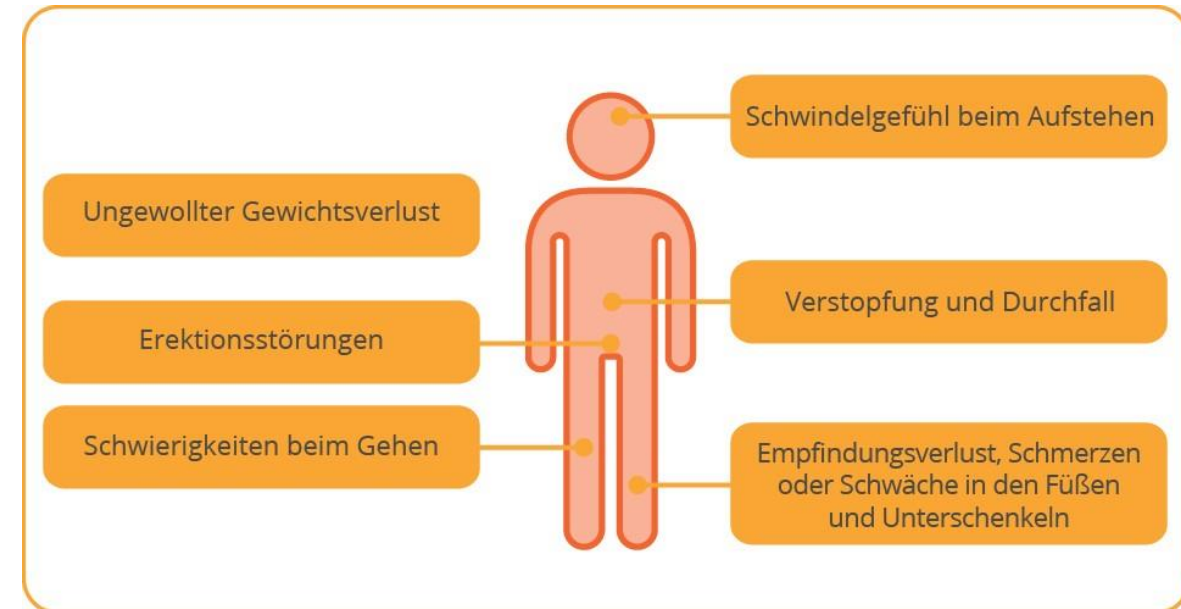 Schwindelgefühl beim Aufstehen
Ungewollter Gewichtsverlust
Verstopfung und Durchfall
Erektionsstörungen
Schwierigkeiten beim Gehen
Empfindungsverlust, Schmerzen
oder Schwäche in den Füßen
und Unterschenkeln